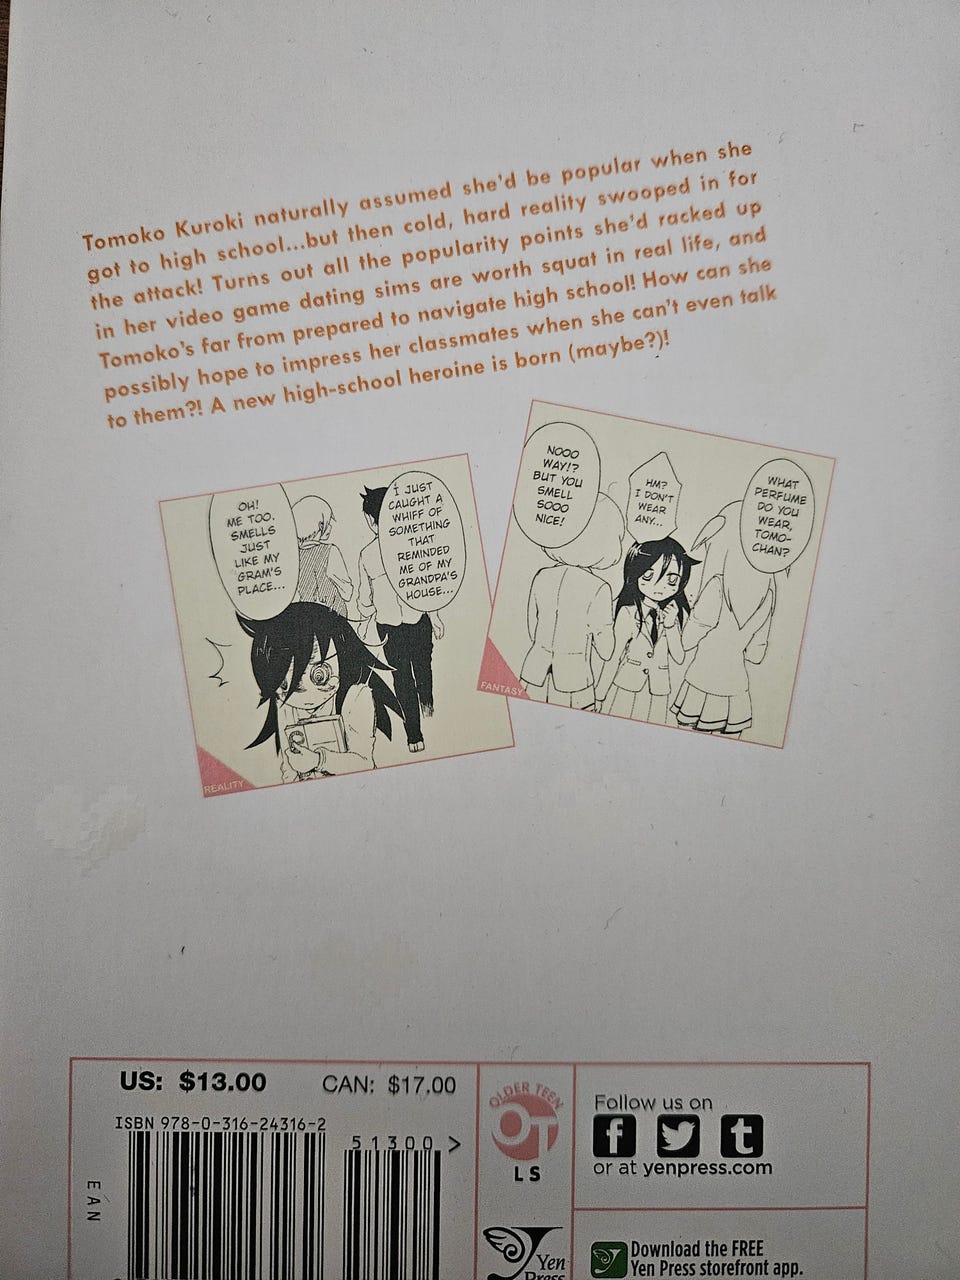 Tomoko Kuroki naturally assumed she'd be popular when she
got to high school...but then cold, hard reality swooped in for
the attack! Turns out all the popularity points she'd racked up
in her video game dating sims are worth squat in real life, and
Tomoko's far from prepared to navigate high school! How can she
possibly hope to impress her classmates when she can't even talk
to them?! A new high-school heroine is born (maybe?)!
OH!
ME TOO.
SMELLS
JUST
LIKE MY
GRAM'S
PLACE...
I JUST
CAUGHT A
WHIFF OF
SOMETHING
THAT
REMINDED
ME OF MY
GRANDPA'S
HOUSE...
REALITY
NOOO
WAY!?
BUT YOU
SMELL
SOOO
NICE!
HM?
I DON'T
WEAR
ANY...
WHAT
PERFUME
DO YOU
WEAR,
TOMO-
CHAN?
FANTASY
US: $13.00 CAN: $17.00
ISBN 978-0-316-24316-2
51300>
EAN
OLDER TEEN
OT
LS
Yen
Press
Follow us on
f t
or at yenpress.com
Download the FREE
Yen Press storefront app.